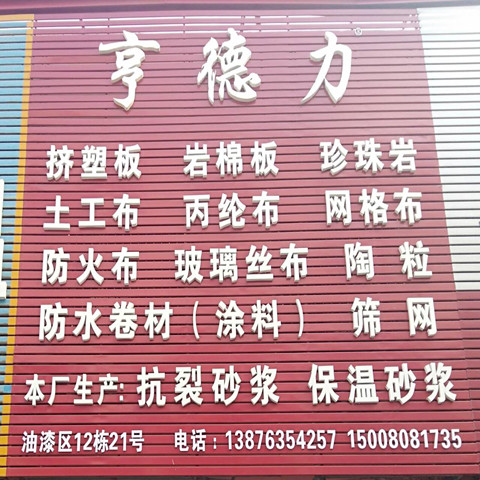 亨德力®
挤塑板 岩棉板 珍珠岩
土工布 丙纶布 网格布
防火布 玻璃丝布 陶粒
防水卷材（涂料） 筛网
本厂生产:抗裂砂浆 保温砂浆
油漆区12栋21号 电话:13876354257 15008081735